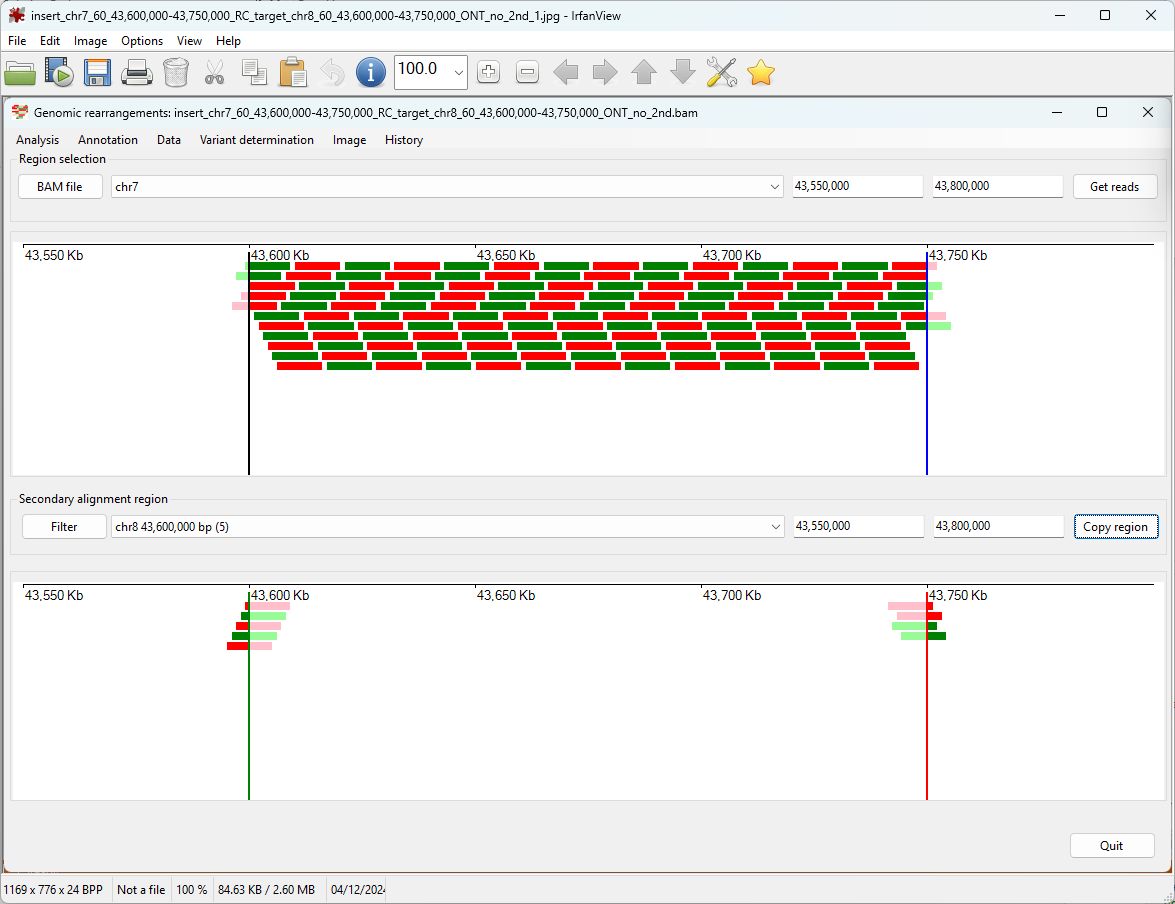 insert_chr7_60_43,600,000-43,750,000_RC_target_chr8_60_43,600,000-43,750,000_ONT_no_2nd_1.jpg - IrfanView
File Edit Image Options View Help
100.0
Genomic rearrangements: insert_chr7_60_43,600,000-43,750,000_RC_target_chr8_60_43,600,000-43,750,000_ONT_no_2nd.bam
Analysis Annotation Data Variant determination Image History
Region selection
BAM file chr7 43,550,000 43,800,000 Get reads
43,550 Kb 43,600 Kb 43,650 Kb 43,700 Kb 43,750 Kb
Secondary alignment region
Filter chr8 43,600,000 bp (5) 43,550,000 43,800,000 Copy region
43,550 Kb 43,600 Kb 43,650 Kb 43,700 Kb 43,750 Kb
Quit
1169 x 776 x 24 BPP Not a file 100 % 84.63 KB / 2.60 MB 04/12/2024